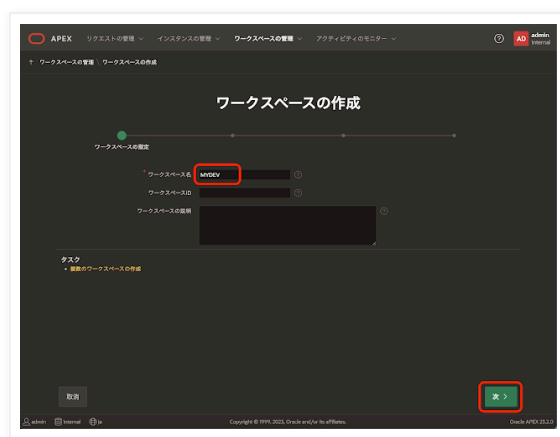 APEX リクエストの管理 インスタンスの管理 ワークスペースの管理 アクティビティのモニター ? AD admin
Internal
↑ ワークスペースの管理 \ ワークスペースの作成
ワークスペースの作成
ワークスペースの指定
* ワークスペース名 MYDEV ?
ワークスペースID ?
ワークスペースの説明 ?
タスク
• 複数のワークスペースの作成
取消 次 >
admin Internal ja Copyright © 1999, 2023, Oracle and/or its affiliates. Oracle APEX 23.2.0